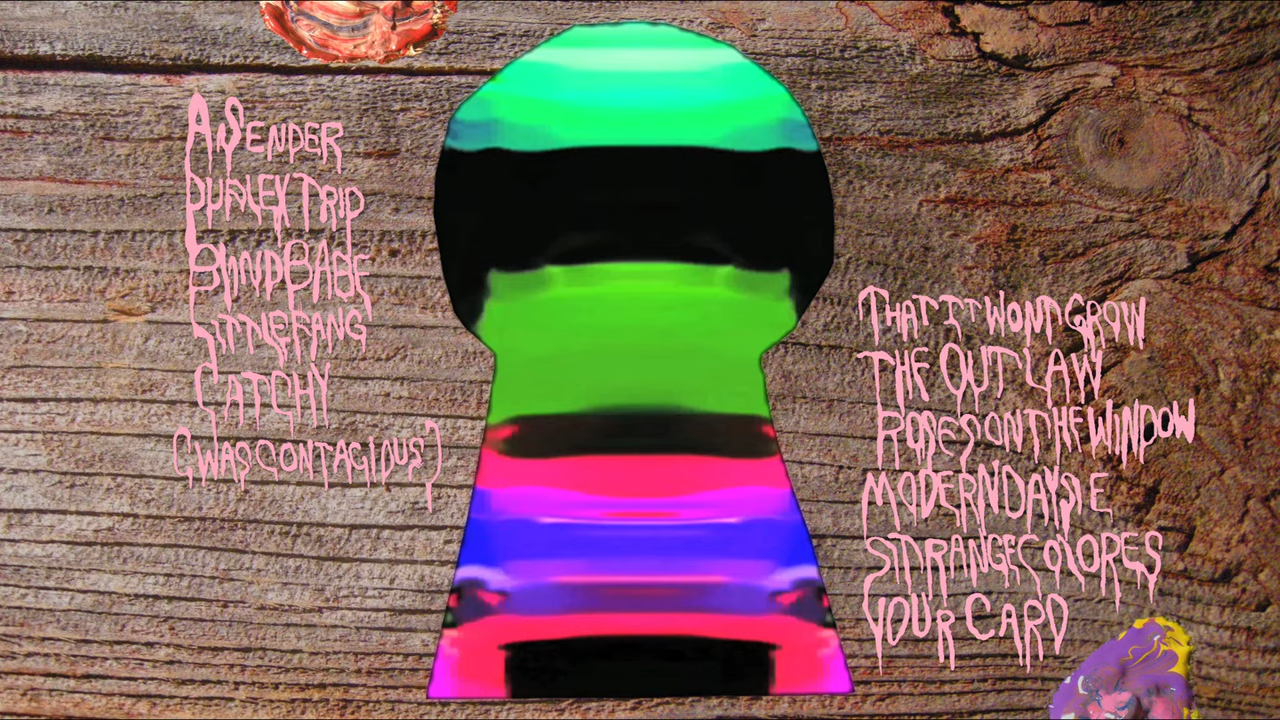 A SENDER
DUPLEX TRIP
BLIND BABE
LITTLE FANG
CATCHY
(WAS CONTAGIOUS)
THAT IT WONT GROW
THE OUTLAW
ROSES ON THE WINDOW
MODERN DAYS E
STRANGE COLORES
YOUR CARD